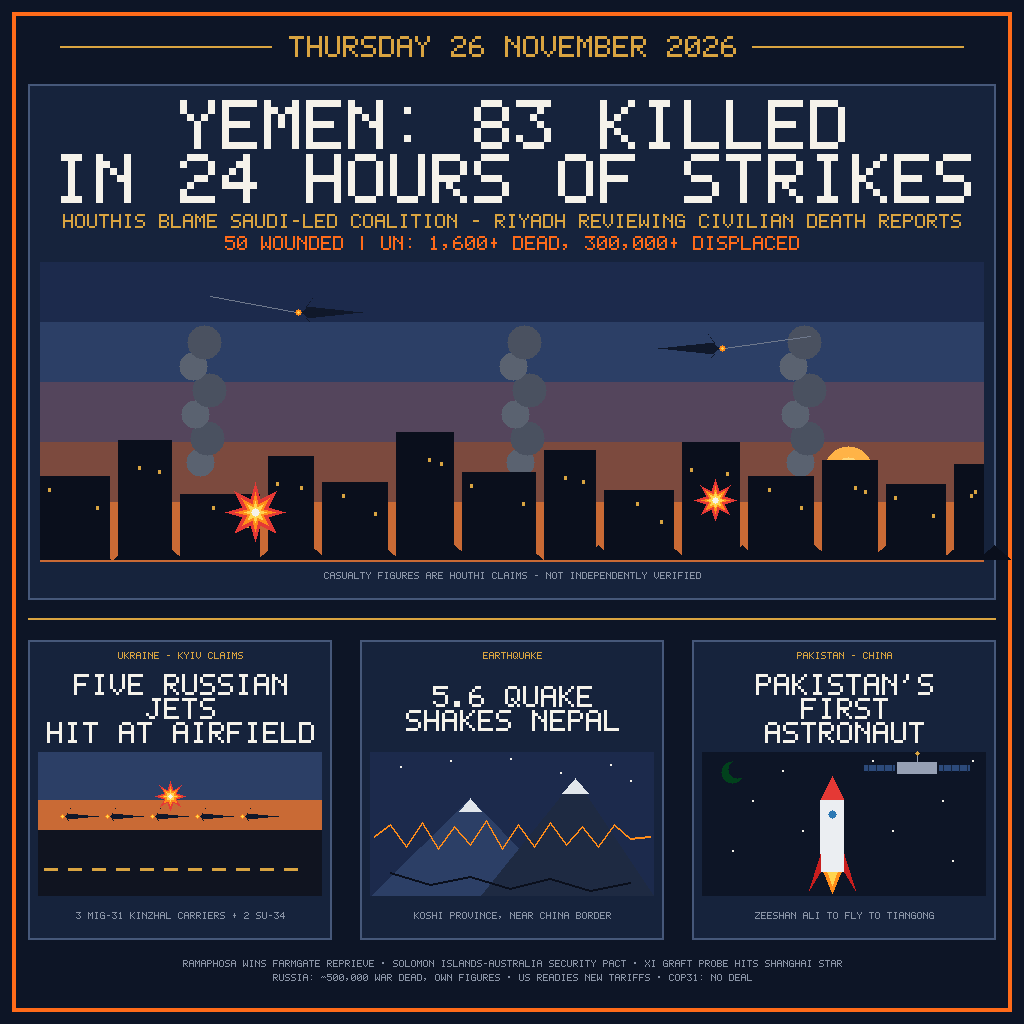 THURSDAY 26 NOVEMBER 2026
YEMEN: 83 KILLED
IN 24 HOURS OF STRIKES
HOUTHIS BLAME SAUDI-LED COALITION - RIYADH REVIEWING CIVILIAN DEATH REPORTS
50 WOUNDED | UN: 1,600+ DEAD, 300,000+ DISPLACED
CASUALTY FIGURES ARE HOUTHI CLAIMS - NOT INDEPENDENTLY VERIFIED
UKRAINE - KYIV CLAIMS
FIVE RUSSIAN
JETS
HIT AT AIRFIELD
3 MIG-31 KINZHAL CARRIERS + 2 SU-34
EARTHQUAKE
5.6 QUAKE
SHAKES NEPAL
KOSHI PROVINCE, NEAR CHINA BORDER
PAKISTAN - CHINA
PAKISTAN'S
FIRST
ASTRONAUT
ZEESHAN ALI TO FLY TO TIANGONG
RAMAPHOSA WINS FARMGATE REPRIEVE · SOLOMON ISLANDS-AUSTRALIA SECURITY PACT · XI GRAFT PROBE HITS SHANGHAI STAR
RUSSIA: ~500,000 WAR DEAD, OWN FIGURES · US READIES NEW TARIFFS · COP31: NO DEAL